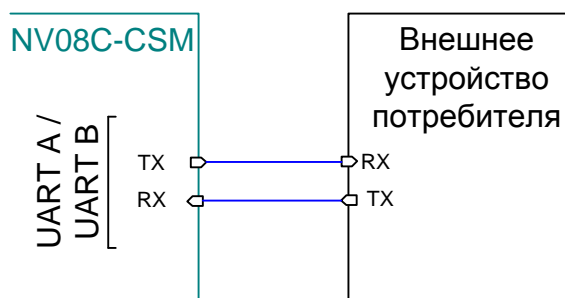 NV08C-CSM
Внешнее
устройство
потребителя
UART A /
UART B
TX
RX
RX
TX